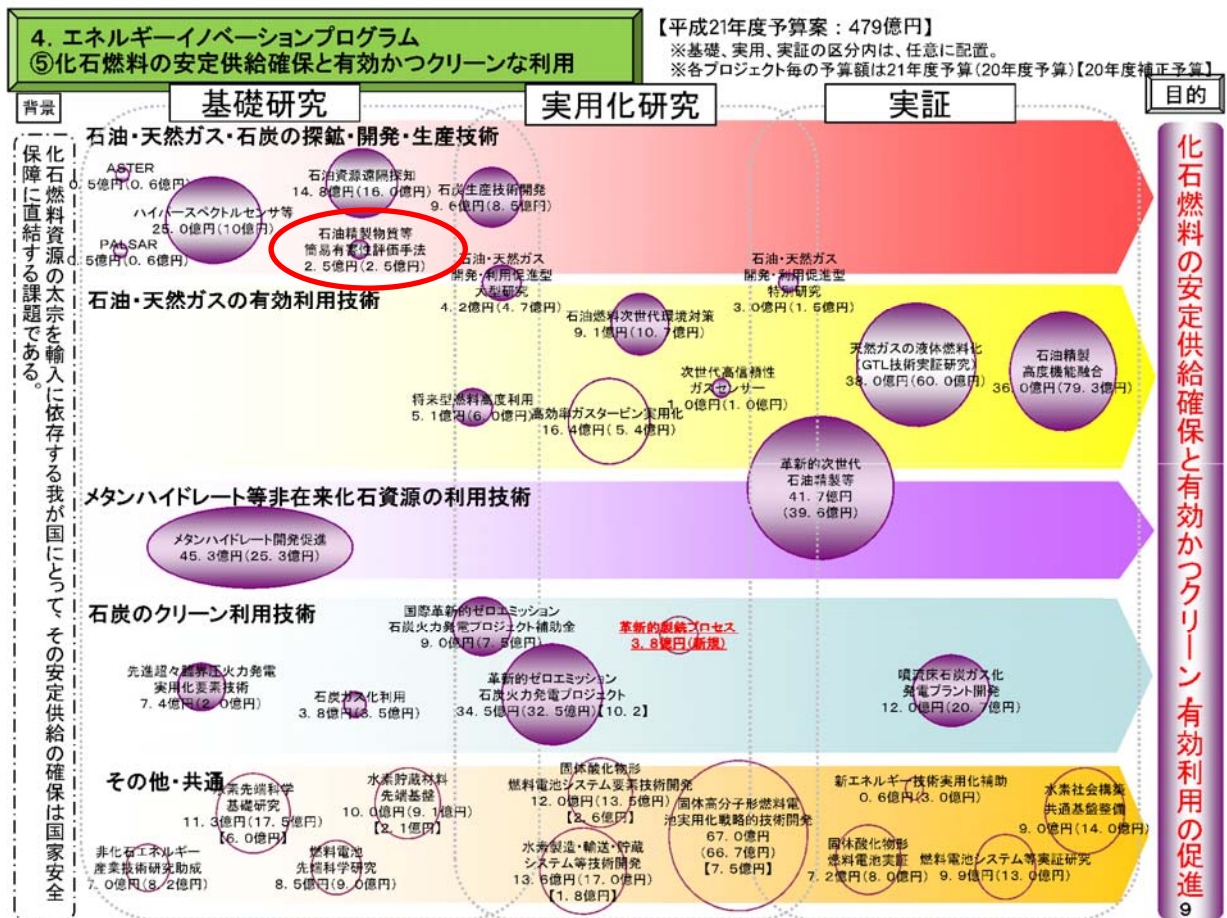 4．エネルギーイノベーションプログラム
⑤化石燃料の安定供給確保と有効かつクリーンな利用
【平成21年度予算案：479億円】
※基礎、実用、実証の区分内は、任意に配置。
※各プロジェクト毎の予算額は21年度予算(20年度予算)【20年度補正予算】
背景
基礎研究
実用化研究
実証
目的
化石燃料資源の太宗を輸入に依存する我が国にとって、その安定供給の確保は国家安全
保障に直結する課題である。
石油・天然ガス・石炭の探鉱・開発・生産技術
ASTER
0．5億円(0．6億円)
ハイパースペクトルセンサ等
25．0億円(10億円)
PALSAR
0．5億円(0．6億円)
石油資源遠隔探知
14．8億円(16．0億円)
石油精製物質等
簡易有害性評価手法
2．5億円(2．5億円)
石炭生産技術開発
9．6億円(8．5億円)
石油・天然ガスの有効利用技術
石油・天然ガス
開発・利用促進型
大型研究
4．2億円(4．7億円)
石油・天然ガス
開発・利用促進型
特別研究
3．0億円(1．5億円)
石油燃料次世代環境対策
9．1億円(10．7億円)
次世代高信頼性
ガスセンサー
1．0億円(1．0億円)
将来型燃料高度利用
5．1億円(6．0億円)
高効率ガスタービン実用化
16．4億円(5．4億円)
天然ガスの液体燃料化
(GTL技術実証研究)
38．0億円(60．0億円)
石油精製
高度機能融合
36．0億円(79．3億円)
革新的次世代
石油精製等
41．7億円
(39．6億円)
メタンハイドレート等非在来化石資源の利用技術
メタンハイドレート開発促進
45．3億円(25．3億円)
石炭のクリーン利用技術
先進超々臨界圧火力発電
実用化要素技術
7．4億円(2．0億円)
石炭ガス化利用
3．8億円(3．5億円)
国際革新的ゼロエミッション
石炭火力発電プロジェクト補助金
9．0億円(7．5億円)
革新的ゼロエミッション
石炭火力発電プロジェクト
34．5億円(32．5億円)【10．2】
革新的製銑プロセス
3．8億円(新規)
噴流床石炭ガス化
発電プラント開発
12．0億円(20．7億円)
その他・共通
水素先端科学
基礎研究
11．3億円(17．5億円)
【6．0億円】
非化石エネルギー
産業技術研究助成
7．0億円(8．2億円)
水素貯蔵材料
先端基盤
10．0億円(9．1億円)
【2．1億円】
燃料電池
先端科学研究
8．5億円(9．0億円)
固体酸化物形
燃料電池システム要素技術開発
12．0億円(13．5億円)
【2．6億円】
水素製造・輸送・貯蔵
システム等技術開発
13．6億円(17．0億円)
【1．8億円】
固体高分子形燃料電
池実用化戦略的技術開発
67．0億円
(66．7億円)
【7．5億円】
新エネルギー技術実用化補助
0．6億円(3．0億円)
固体酸化物形
燃料電池実証
7．2億円(8．0億円)
燃料電池システム等実証研究
9．9億円(13．0億円)
水素社会構築
共通基盤整備
9．0億円(14．0億円)
化石燃料の安定供給確保と有効かつクリーン・有効利用の促進
9